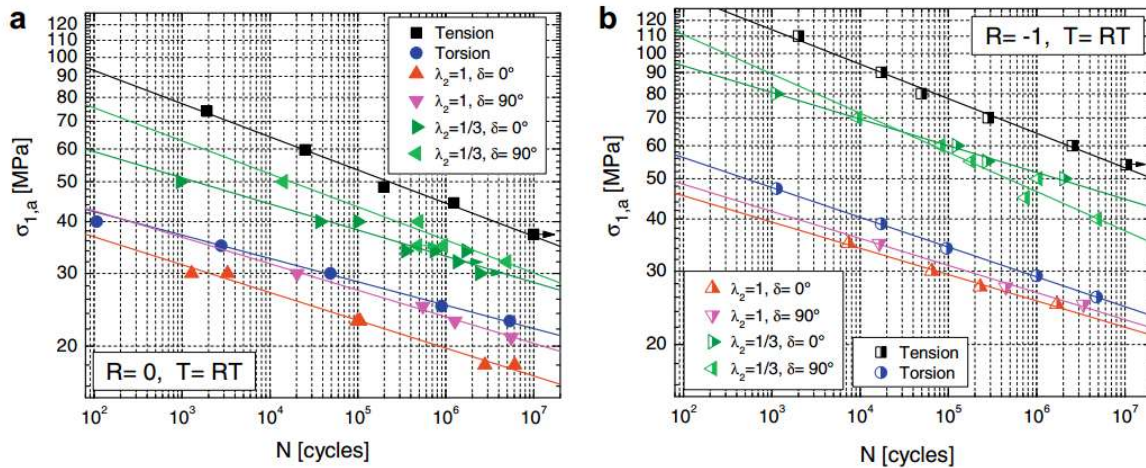 a
σ1,a [MPa]
120
100
90
80
70
60
50
40
30
20
Tension
Torsion
λ2=1, δ= 0°
λ2=1, δ= 90°
λ2=1/3, δ= 0°
λ2=1/3, δ= 90°
R= 0, T= RT
10² 10³ 10⁴ 10⁵ 10⁶ 10⁷
N [cycles]
b
σ1,a [MPa]
120
110
100
90
80
70
60
50
40
30
20
R= -1, T= RT
λ2=1, δ= 0°
λ2=1, δ= 90°
λ2=1/3, δ= 0°
λ2=1/3, δ= 90°
Tension
Torsion
10² 10³ 10⁴ 10⁵ 10⁶ 10⁷
N [cycles]